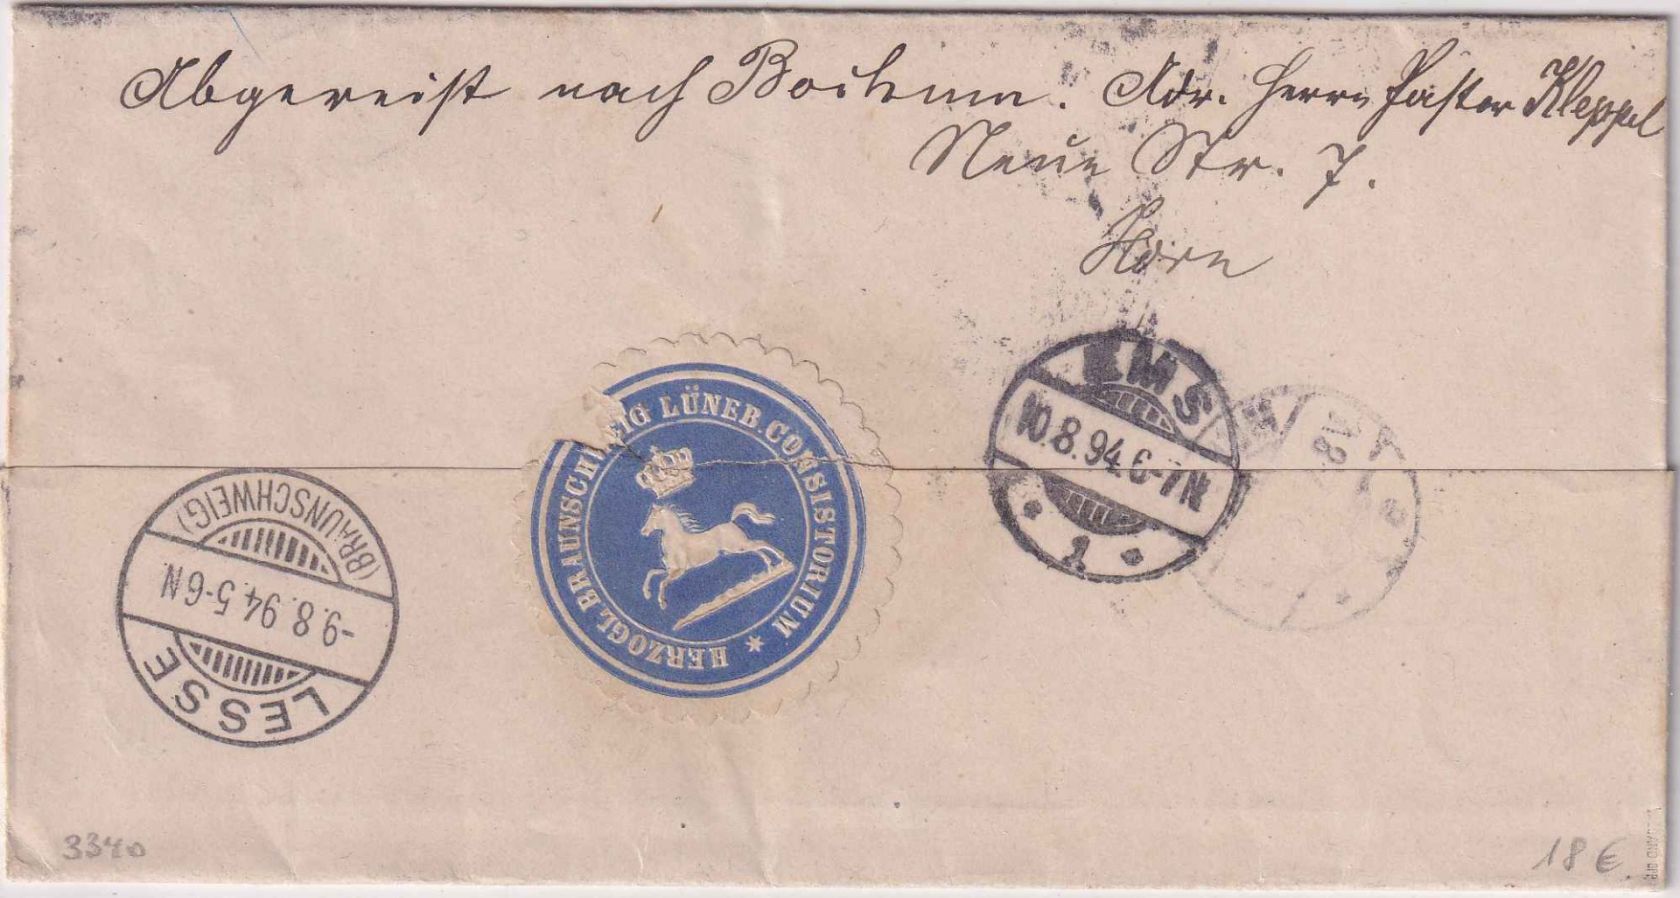 Abgereist nach Bochum. Adr. Herrn Pastor Kleppel
Neue Str. 7.
HERZOGL. BRAUNSCHWEIG LÜNEB. CONSISTORIUM *
EMS
10.8.94 6-7N
1
(BRAUNSCHWEIG)
-9.8.94.5-6N
LESSE
3340
18 €.